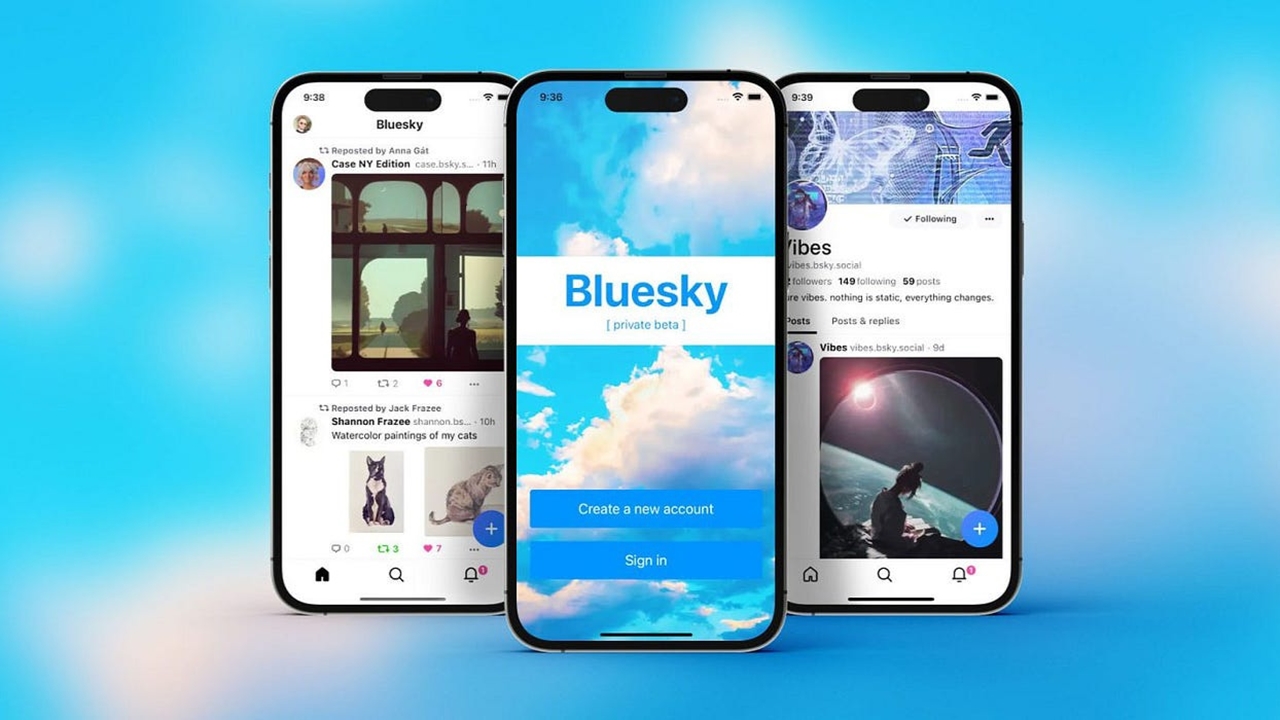 9:38
Bluesky
Reposted by Anna Gát
Case NY Edition case.bsky.s... · 11h
1 2 6 ...
Reposted by Jack Frazee
Shannon Frazee shannon.bs... · 10h
Watercolor paintings of my cats
0 3 7 ...
1
9:36
Bluesky
[ private beta ]
Create a new account
Sign in
9:39
Following ...
Vibes
vibes.bsky.social
followers 149 following 59 posts
vibes. nothing is static, everything changes.
Posts Posts & replies
Vibes vibes.bsky.social · 9d
1